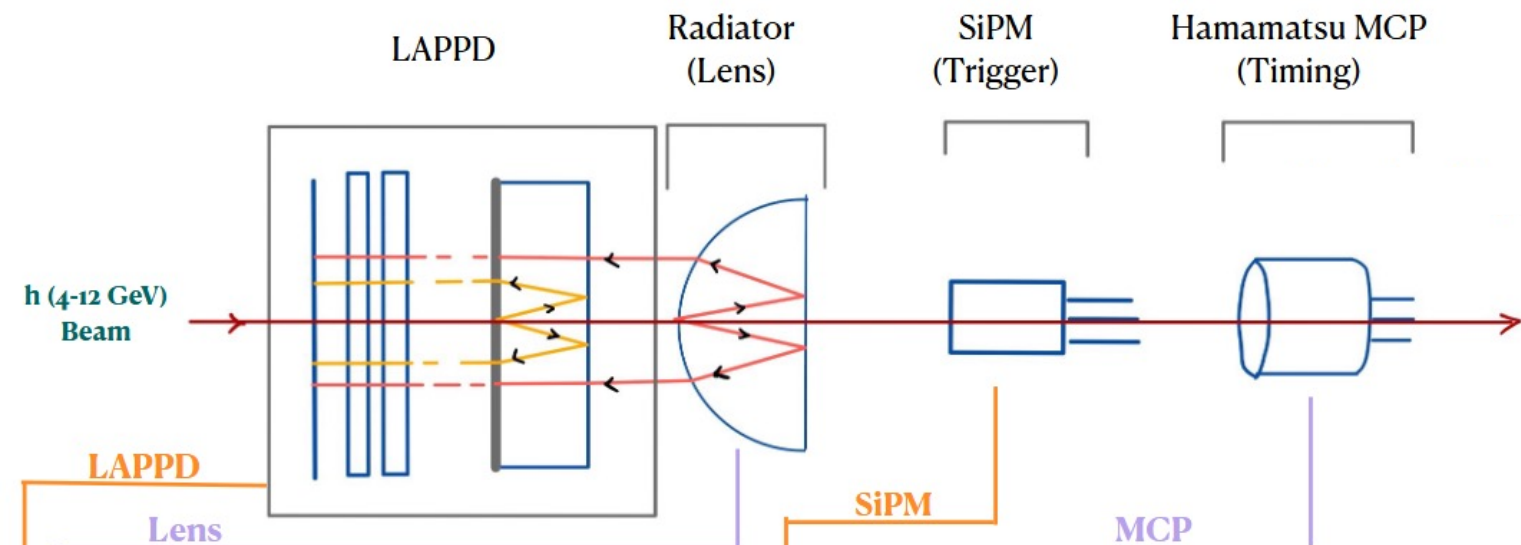 LAPPD
Radiator
(Lens)
SiPM
(Trigger)
Hamamatsu MCP
(Timing)
h (4-12 GeV)
Beam
LAPPD
Lens
SiPM
MCP